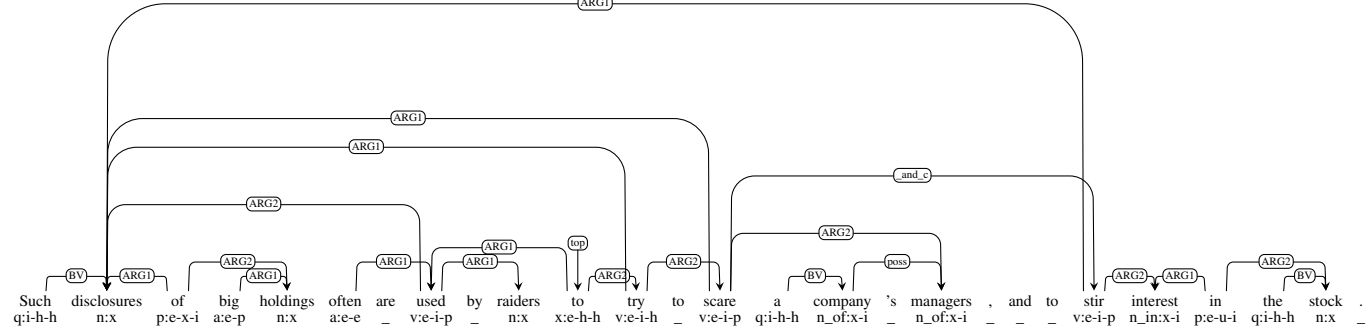 ARG1
ARG1
ARG1
_and_c
ARG2
ARG2
ARG1 top
BV ARG1 ARG2 ARG1 ARG1 ARG1 ARG2 ARG2 BV poss ARG2 ARG1 ARG2 BV
Such disclosures of big holdings often are used by raiders to try to scare a company 's managers , and to stir interest in the stock .
q:i-h-h n:x p:e-x-i a:e-p n:x a:e-e _ v:e-i-p _ n:x x:e-h-h v:e-i-h _ v:e-i-p q:i-h-h n_of:x-i _ n_of:x-i _ _ _ v:e-i-p n_in:x-i p:e-u-i q:i-h-h n:x _